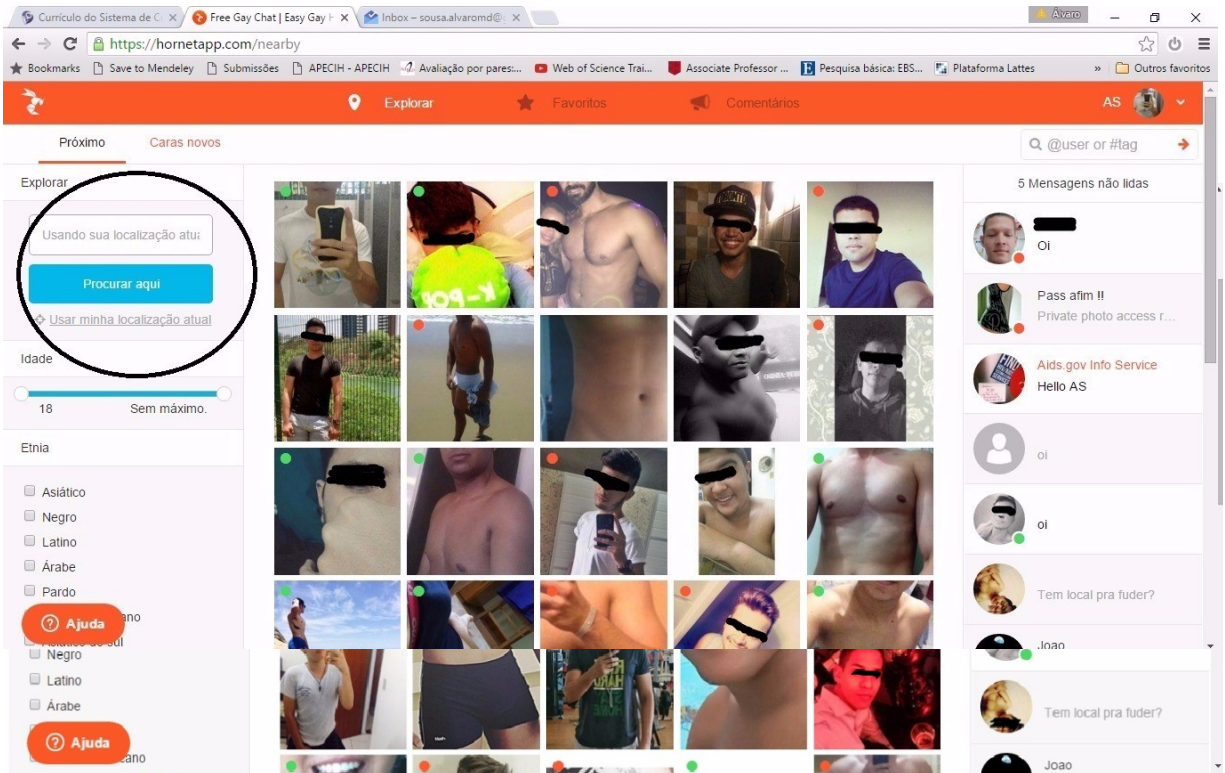 Currículo do Sistema de C
Free Gay Chat | Easy Gay H
Inbox – sousa.alvaromd@
Álvaro
https://hornetapp.com/nearby
Bookmarks
Save to Mendeley
Submissões
APECIH - APECIH
Avaliação por pares:...
Web of Science Trai...
Associate Professor ...
Pesquisa básica: EBS...
Plataforma Lattes
»
Outros favoritos
Explorar
Favoritos
Comentários
AS
Próximo
Caras novos
@user or #tag
Explorar
Usando sua localização atua
Procurar aqui
Usar minha localização atual
Idade
18
Sem máximo.
Etnia
Asiático
Negro
Latino
Árabe
Pardo
ano
Ajuda
Negro
Latino
Árabe
Ajuda
cano
TORONTO
K-POP
5 Mensagens não lidas
Oi
Pass afim !!
Private photo access r...
Aids.gov Info Service
Hello AS
oi
oi
Tem local pra fuder?
Joao
Tem local pra fuder?
Joao